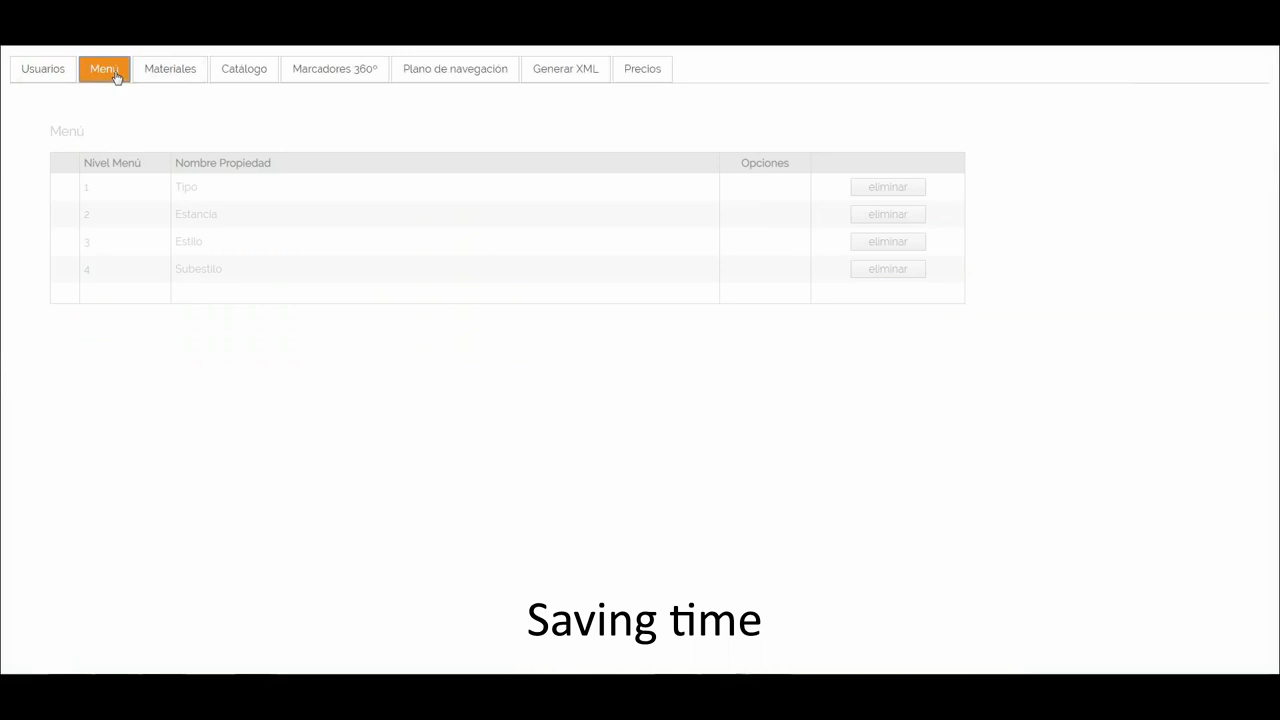 Usuarios Menú Materiales Catálogo Marcadores 360º Plano de navegación Generar XML Precios
Menú
Nivel Menú Nombre Propiedad Opciones
1 Tipo eliminar
2 Estancia eliminar
3 Estilo eliminar
4 Subestilo eliminar
Saving time